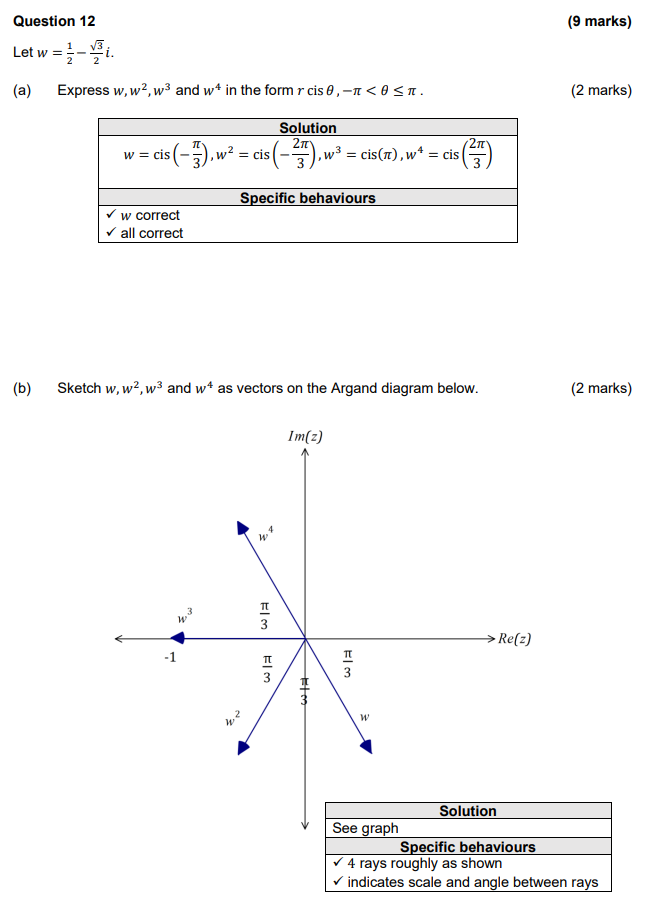 Question 12 (9 marks)
Let w = 1/2 − √3/2 i.
(a) Express w, w², w³ and w⁴ in the form r cis θ, −π < θ ≤ π. (2 marks)
Solution
w = cis(−π/3), w² = cis(−2π/3), w³ = cis(π), w⁴ = cis(2π/3)
Specific behaviours
✓ w correct
✓ all correct
(b) Sketch w, w², w³ and w⁴ as vectors on the Argand diagram below. (2 marks)
Im(z)
w⁴
w³
π/3
Re(z)
-1
π/3
π/3
π/3
w²
w
Solution
See graph
Specific behaviours
✓ 4 rays roughly as shown
✓ indicates scale and angle between rays